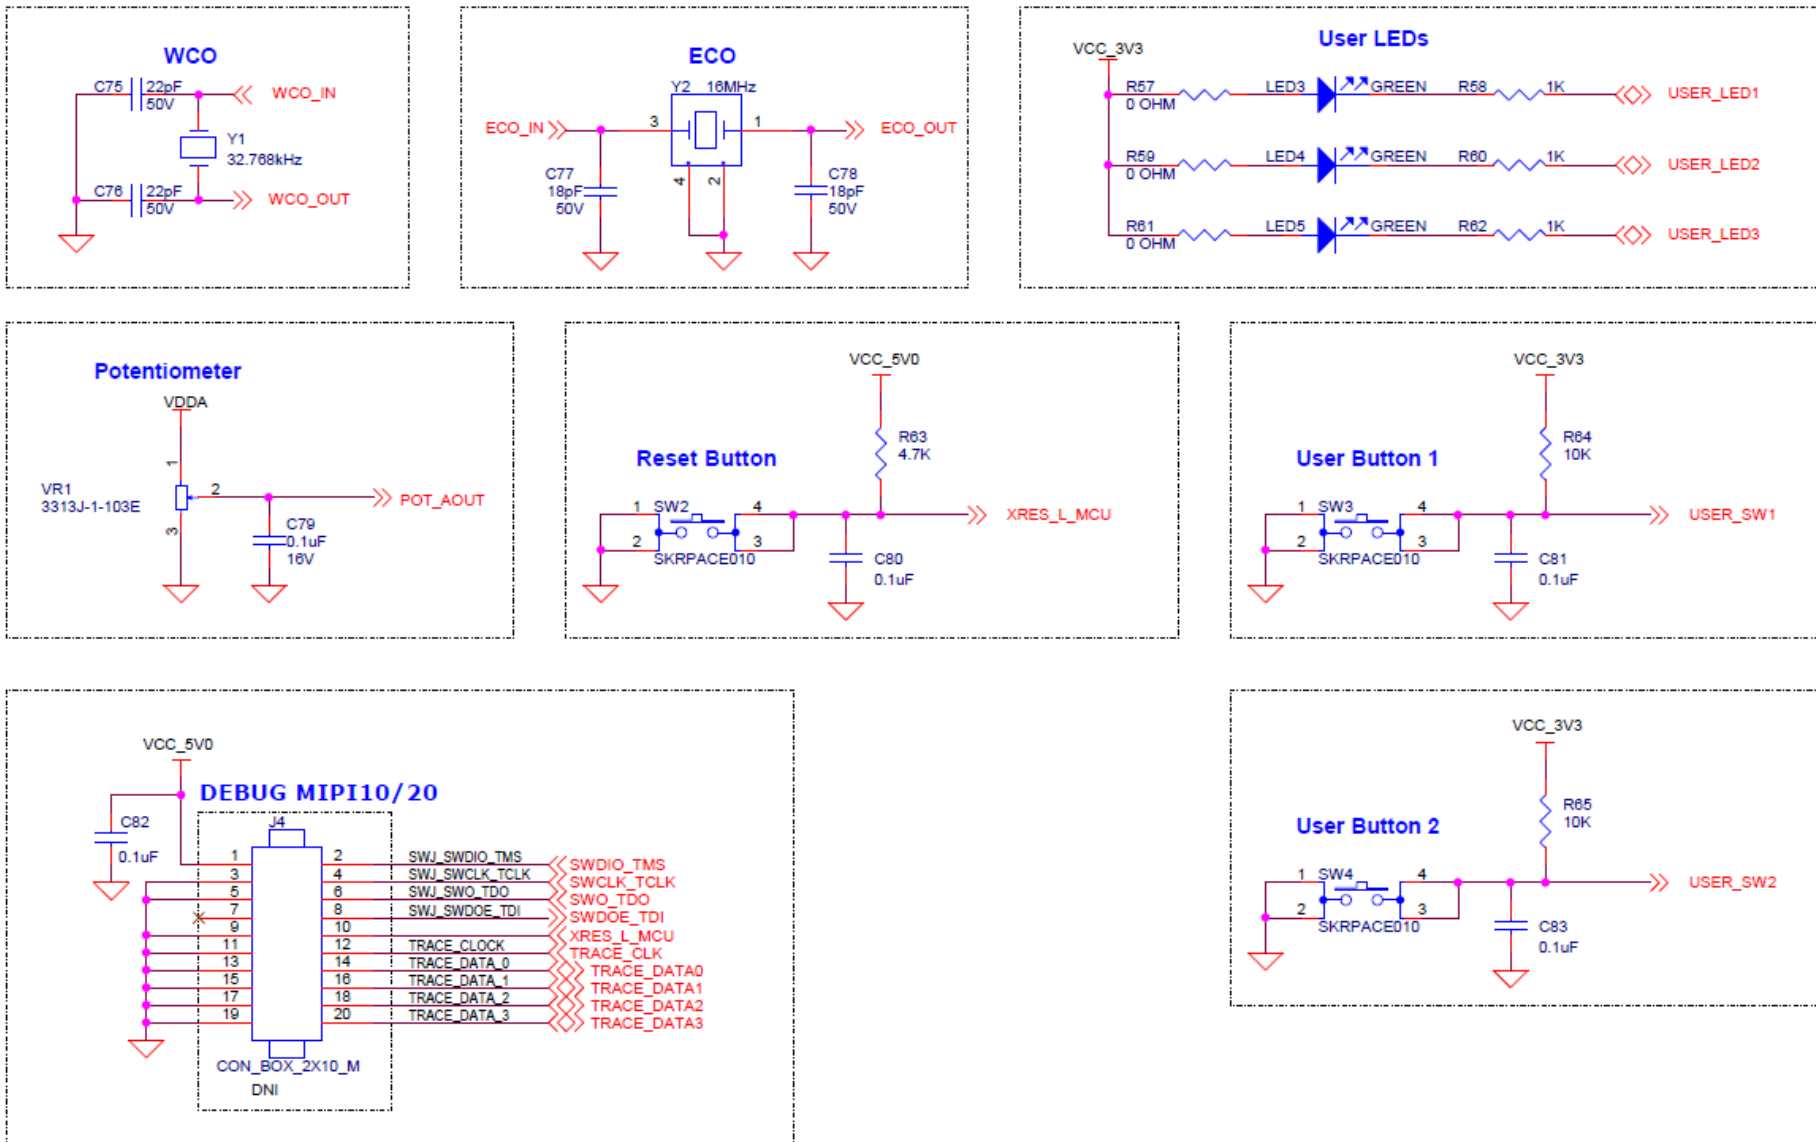 WCO
C75 22pF
50V
WCO_IN
Y1
32.768kHz
C76 22pF
50V
WCO_OUT
ECO
Y2 16MHz
ECO_IN
3
1
ECO_OUT
4
2
C77
18pF
50V
C78
18pF
50V
User LEDs
VCC_3V3
R57
0 OHM
LED3
GREEN
R58
1K
USER_LED1
R59
0 OHM
LED4
GREEN
R60
1K
USER_LED2
R61
0 OHM
LED5
GREEN
R62
1K
USER_LED3
Potentiometer
VDDA
1
VR1
3313J-1-103E
2
3
POT_AOUT
C79
0.1uF
16V
Reset Button
VCC_5V0
R63
4.7K
1 SW2 4
2 3
SKRPACE010
XRES_L_MCU
C80
0.1uF
User Button 1
VCC_3V3
R64
10K
1 SW3 4
2 3
SKRPACE010
USER_SW1
C81
0.1uF
VCC_5V0
DEBUG MIPI10/20
C82
0.1uF
J4
1 2 SWJ_SWDIO_TMS SWDIO_TMS
3 4 SWJ_SWCLK_TCLK SWCLK_TCLK
5 6 SWJ_SWO_TDO SWO_TDO
7 8 SWJ_SWDOE_TDI SWDOE_TDI
9 10 XRES_L_MCU
11 12 TRACE_CLOCK TRACE_CLK
13 14 TRACE_DATA_0 TRACE_DATA0
15 16 TRACE_DATA_1 TRACE_DATA1
17 18 TRACE_DATA_2 TRACE_DATA2
19 20 TRACE_DATA_3 TRACE_DATA3
CON_BOX_2X10_M
DNI
User Button 2
VCC_3V3
R65
10K
1 SW4 4
2 3
SKRPACE010
USER_SW2
C83
0.1uF